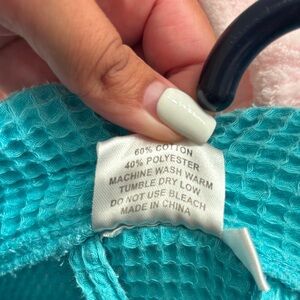 60% COTTON
40% POLYESTER
MACHINE WASH WARM
TUMBLE DRY LOW
DO NOT USE BLEACH
MADE IN CHINA